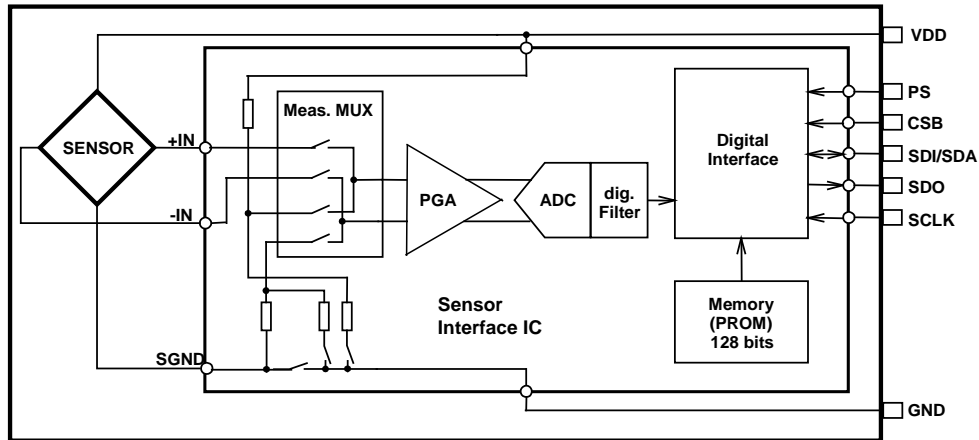 VDD
PS
Meas. MUX
CSB
+IN
SENSOR
Digital
Interface
SDI/SDA
SDO
PGA
ADC
dig.
Filter
-IN
SCLK
Sensor
Interface IC
Memory
(PROM)
128 bits
SGND
GND